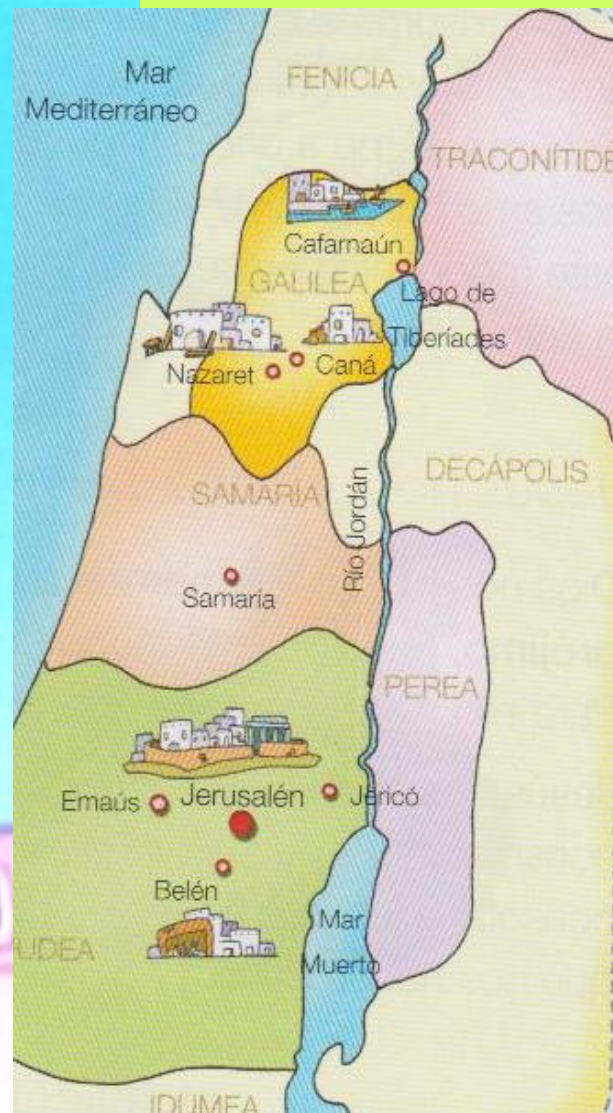 Mar
Mediterráneo
FENICIA
TRACONÍTIDE
Cafarnaún
GALILEA
Lago de
Tiberíades
Nazaret
Caná
SAMARIA
Río Jordán
DECÁPOLIS
Samaria
PEREA
Emaús
Jerusalén
Jericó
Belén
UDEA
Mar
Muerto
IDUMEA